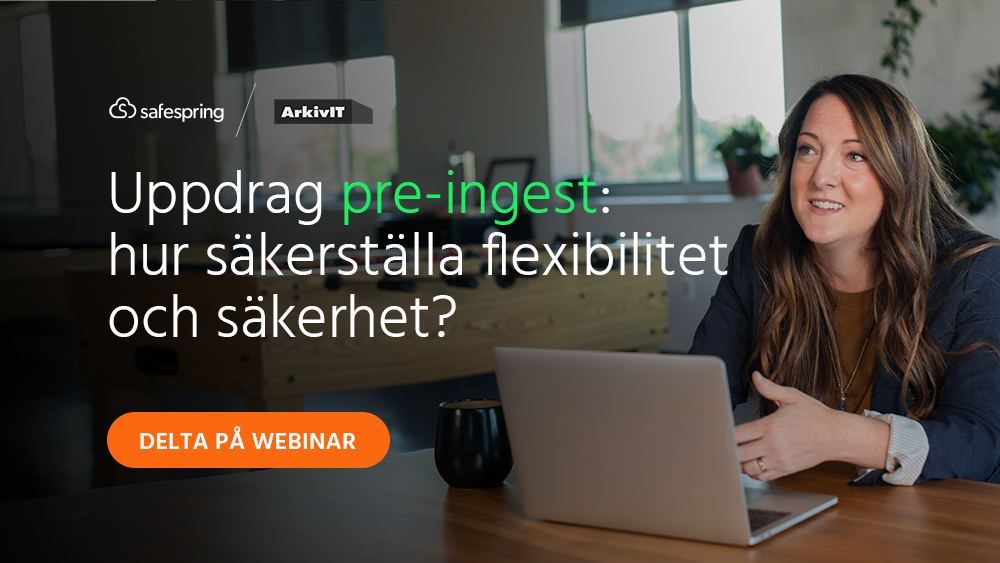 safespring
ArkivIT
Uppdrag pre-ingest:
hur säkerställa flexibilitet
och säkerhet?
DELTA PÅ WEBINAR